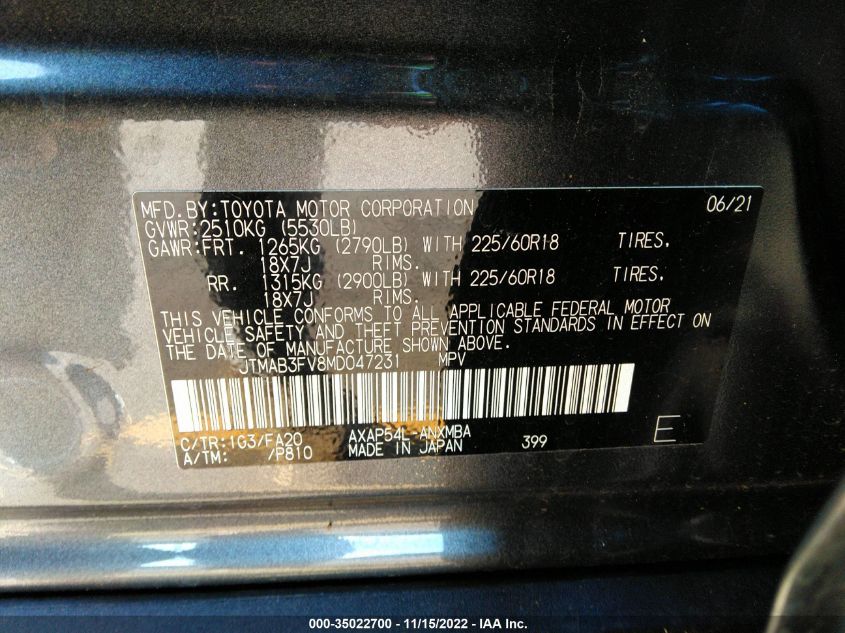 MFD.BY:TOYOTA MOTOR CORPORATION 06/21
GVWR:2510KG (5530LB)
GAWR:FRT. 1265KG (2790LB) WITH 225/60R18 TIRES.
18X7J RIMS.
RR. 1315KG (2900LB) WITH 225/60R18 TIRES.
18X7J RIMS.
THIS VEHICLE CONFORMS TO ALL APPLICABLE FEDERAL MOTOR
VEHICLE SAFETY AND THEFT PREVENTION STANDARDS IN EFFECT ON
THE DATE OF MANUFACTURE SHOWN ABOVE.
JTMAB3FV8MD047231 MPV
C/TR:1G3/FA20 AXAP54L-ANXMBA 399 E
A/TM: /P810 MADE IN JAPAN
000-35022700 - 11/15/2022 - IAA Inc.